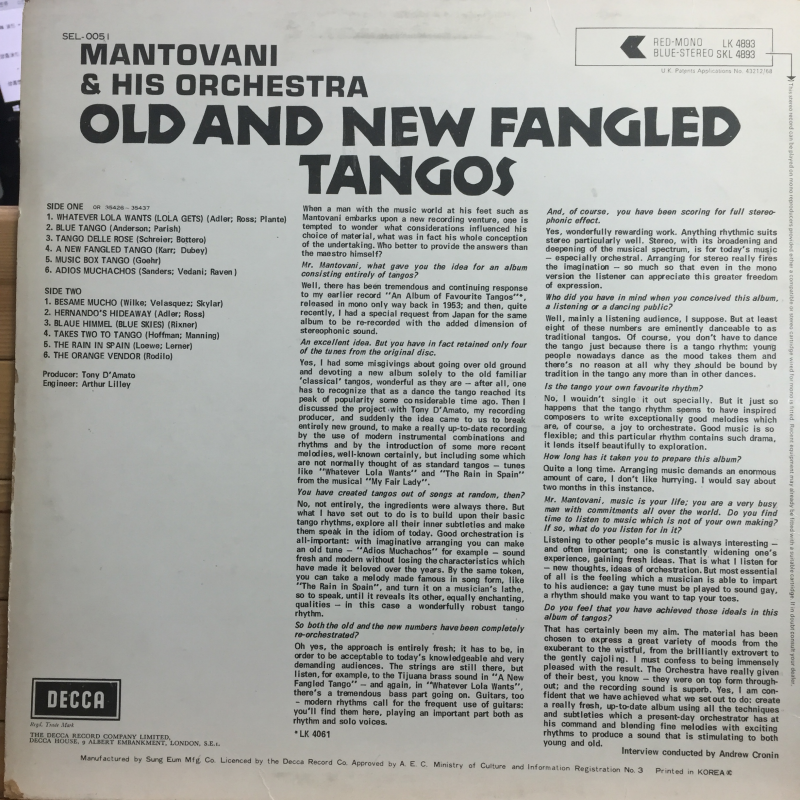 SEL-0051
MANTOVANI
& HIS ORCHESTRA
OLD AND NEW FANGLED
TANGOS
RED-MONO LK 4893
BLUE-STEREO SKL 4893
U.K. Patents Applications No. 43212/68
SIDE ONE OR 35426 - 35437
1. WHATEVER LOLA WANTS (LOLA GETS) (Adler; Ross; Plante)
2. BLUE TANGO (Anderson; Parish)
3. TANGO DELLE ROSE (Schreier; Bottero)
4. A NEW FANGLED TANGO (Karr; Dubey)
5. MUSIC BOX TANGO (Goehr)
6. ADIOS MUCHACHOS (Sanders; Vedani; Raven)
SIDE TWO
1. BESAME MUCHO (Wilke; Velasquez; Skylar)
2. HERNANDO'S HIDEAWAY (Adler; Ross)
3. BLAUE HIMMEL (BLUE SKIES) (Rixner)
4. TAKES TWO TO TANGO (Hoffman; Manning)
5. THE RAIN IN SPAIN (Loewe; Lerner)
6. THE ORANGE VENDOR (Rodilo)
Producer: Tony D'Amato
Engineer: Arthur Lilley
When a man with the music world at his feet such as
Mantovani embarks upon a new recording venture, one is
tempted to wonder what considerations influenced his
choice of material, what was in fact his whole conception
of the undertaking. Who better to provide the answers than
the maestro himself?
Mr. Mantovani, what gave you the idea for an album
consisting entirely of tangos?
Well, there has been tremendous and continuing response
to my earlier record "An Album of Favourite Tangos"*,
released in mono only way back in 1953; and then, quite
recently, I had a special request from Japan for the same
album to be re-recorded with the added dimension of
stereophonic sound.
An excellent idea. But you have in fact retained only four
of the tunes from the original disc.
Yes, I had some misgivings about going over old ground
and devoting a new album solely to the old familiar
'classical' tangos, wonderful as they are — after all, one
has to recognize that as a dance the tango reached its
peak of popularity some considerable time ago. Then I
discussed the project with Tony D'Amato, my recording
producer, and suddenly the idea came to us to break
entirely new ground, to make a really up-to-date recording
by the use of modern instrumental combinations and
rhythms and by the introduction of some more recent
melodies, well-known certainly, but including some which
are not normally thought of as standard tangos — tunes
like "Whatever Lola Wants" and "The Rain in Spain"
from the musical "My Fair Lady".
You have created tangos out of songs at random, then?
No, not entirely, the ingredients were always there. But
what I have set out to do is to build upon their basic
tango rhythms, explore all their inner subtleties and make
them speak in the idiom of today. Good orchestration is
all-important: with imaginative arranging you can make
an old tune — "Adios Muchachos" for example — sound
fresh and modern without losing the characteristics which
have made it beloved over the years. By the same token,
you can take a melody made famous in song form, like
"The Rain in Spain", and turn it on a musician's lathe,
so to speak, until it reveals its other, equally enchanting,
qualities — in this case a wonderfully robust tango
rhythm.
So both the old and the new numbers have been completely
re-orchestrated?
Oh yes, the approach is entirely fresh; it has to be, in
order to be acceptable to today's knowledgeable and very
demanding audiences. The strings are still there, but
listen, for example, to the Tijuana brass sound in "A New
Fangled Tango" — and again, in "Whatever Lola Wants",
there's a tremendous bass part going on. Guitars, too
- modern rhythms call for the frequent use of guitars:
you'll find them here, playing an important part both as
rhythm and solo voices.
*LK 4061
And, of course, you have been scoring for full stereo-
phonic effect.
Yes, wonderfully rewarding work. Anything rhythmic suits
stereo particularly well. Stereo, with its broadening and
deepening of the musical spectrum, is for today's music
— especially orchestral. Arranging for stereo really fires
the imagination — so much so that even in the mono
version the listener can appreciate this greater freedom
of expression.
Who did you have in mind when you conceived this album,
a listening or a dancing public?
Well, mainly a listening audience, I suppose. But at least
eight of these numbers are eminently danceable to as
traditional tangos. Of course, you don't have to dance
the tango just because there is a tango rhythm: young
people nowadays dance as the mood takes them and
there's no reason at all why they should be bound by
tradition in the tango any more than in other dances.
Is the tango your own favourite rhythm?
No, I wouldn't single it out specially. But it just so
happens that the tango rhythm seems to have inspired
composers to write exceptionally good melodies which
are, of course, a joy to orchestrate. Good music is so
flexible; and this particular rhythm contains such drama,
it lends itself beautifully to exploration.
How long has it taken you to prepare this album?
Quite a long time. Arranging music demands an enormous
amount of care, I don't like hurrying. I would say about
two months in this instance.
Mr. Mantovani, music is your life; you are a very busy
man with commitments all over the world. Do you find
time to listen to music which is not of your own making?
If so, what do you listen for in it?
Listening to other people's music is always interesting —
and often important; one is constantly widening one's
experience, gaining fresh ideas. That is what I listen for
— new thoughts, ideas of orchestration. But most essential
of all is the feeling which a musician is able to impart
to his audience: a gay tune must be played to sound gay,
a rhythm should make you want to tap your toes.
Do you feel that you have achieved those ideals in this
album of tangos?
That has certainly been my aim. The material has been
chosen to express a great variety of moods from the
exuberant to the wistful, from the brilliantly extrovert to
the gently cajoling. I must confess to being immensely
pleased with the result. The Orchestra have really given
of their best, you know — they are on top form through-
out; and the recording sound is superb. Yes, I am con-
fident that we have achieved what we set out to do: create
a really fresh, up-to-date album using all the techniques
and subtleties which a present-day orchestrator has at
his command and blending fine melodies with exciting
rhythms to produce a sound that is stimulating to both
young and old.
Interview conducted by Andrew Cronin
DECCA
Regd. Trade Mark
THE DECCA RECORD COMPANY LIMITED,
DECCA HOUSE, 9 ALBERT EMBANKMENT, LONDON, S.E.1.
Manufactured by Sung Eum Mfg. Co. Licenced by the Decca Record Co. Approved by A. E. C. Ministry of Culture and Information Registration No. 3 Printed in KOREA
This stereo record can be played on mono reproducers provided either a compatible or stereo cartridge wired for mono is fitted. Recent equipment may already be fitted with a suitable cartridge. If in doubt consult your dealer.